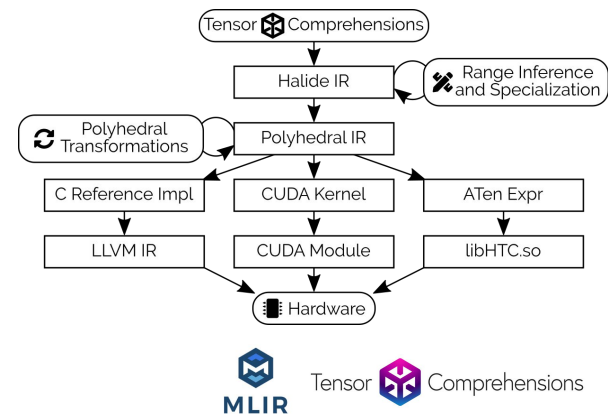 Tensor Comprehensions
Halide IR
Range Inference
and Specialization
Polyhedral
Transformations
Polyhedral IR
C Reference Impl
CUDA Kernel
ATen Expr
LLVM IR
CUDA Module
libHTC.so
Hardware
MLIR
Tensor Comprehensions